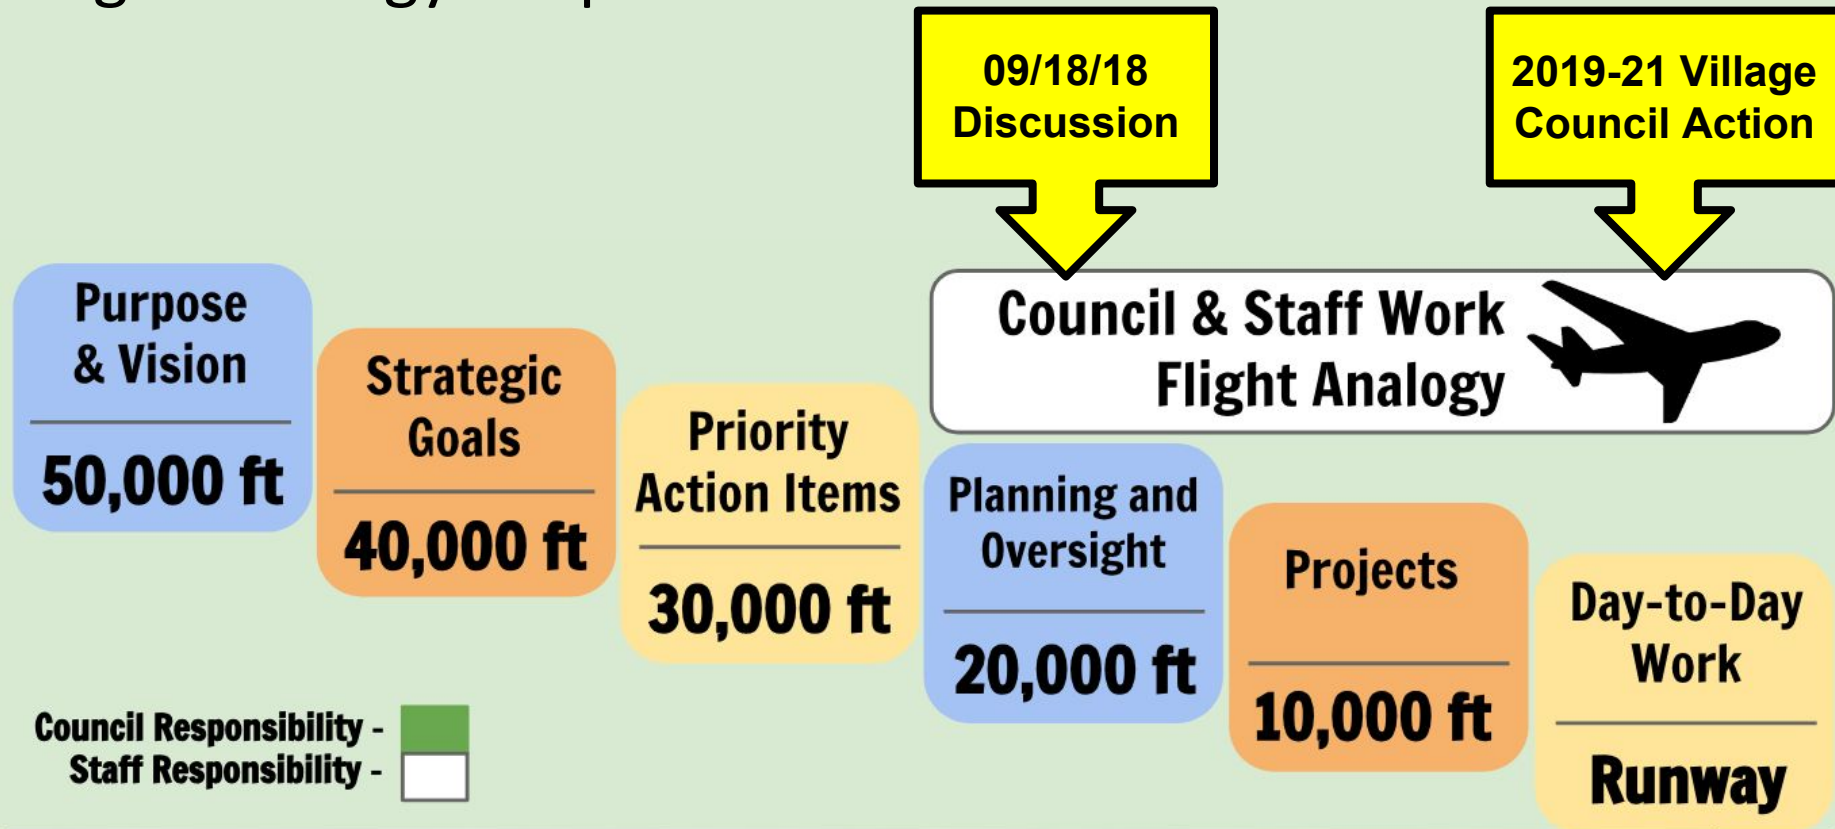 09/18/18
Discussion
2019-21 Village
Council Action
Purpose
& Vision
50,000 ft
Strategic
Goals
40,000 ft
Priority
Action Items
30,000 ft
Council & Staff Work
Flight Analogy
Planning and
Oversight
20,000 ft
Projects
10,000 ft
Day-to-Day
Work
Runway
Council Responsibility -
Staff Responsibility -